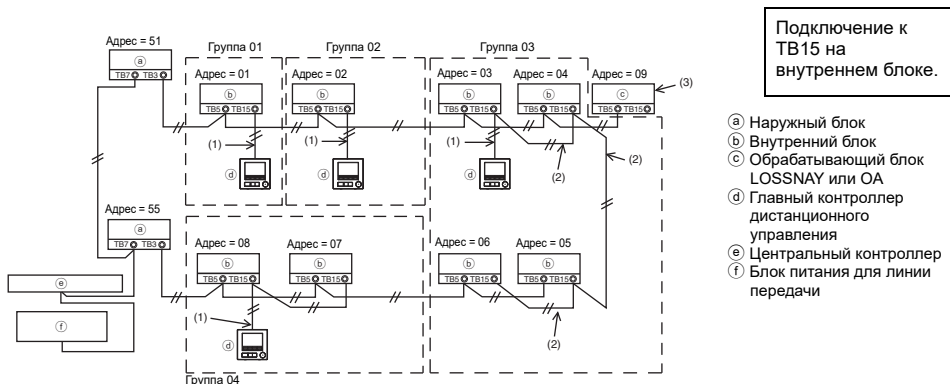 Группа 01
Группа 02
Группа 03
Адрес = 51
ⓐ
TB7 TB3
Адрес = 01
ⓑ
TB5 TB15
Адрес = 02
ⓑ
TB5 TB15
Адрес = 03
ⓑ
TB5 TB15
Адрес = 04
ⓑ
TB5 TB15
Адрес = 09
ⓒ
TB5 TB15
(3)
(1)
(1)
(1)
(2)
(2)
ⓓ
ⓓ
ⓓ
Адрес = 55
ⓐ
TB7 TB3
Адрес = 08
ⓑ
TB5 TB15
Адрес = 07
ⓑ
TB5 TB15
Адрес = 06
ⓑ
TB5 TB15
Адрес = 05
ⓑ
TB5 TB15
ⓔ
ⓕ
(1)
(2)
ⓓ
Группа 04
Подключение к
TB15 на
внутреннем блоке.
ⓐ Наружный блок
ⓑ Внутренний блок
ⓒ Обрабатывающий блок
LOSSNAY или OA
ⓓ Главный контроллер
дистанционного
управления
ⓔ Центральный контроллер
ⓕ Блок питания для линии
передачи